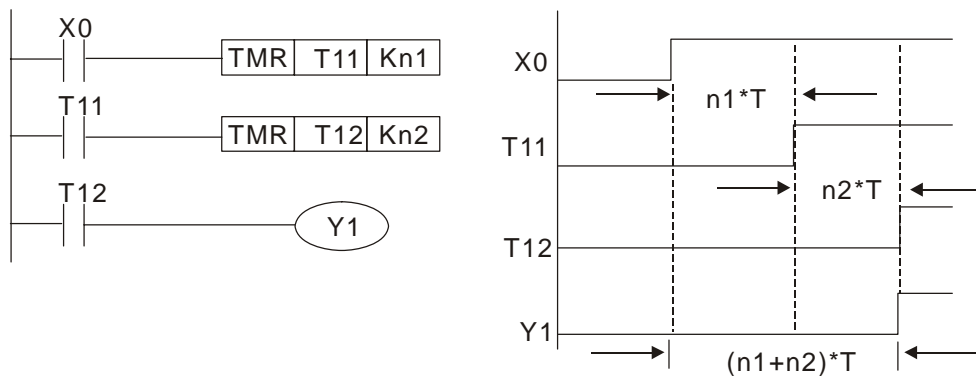 X0
TMR T11 Kn1
T11
TMR T12 Kn2
T12
Y1
X0
n1*T
T11
n2*T
T12
Y1
(n1+n2)*T